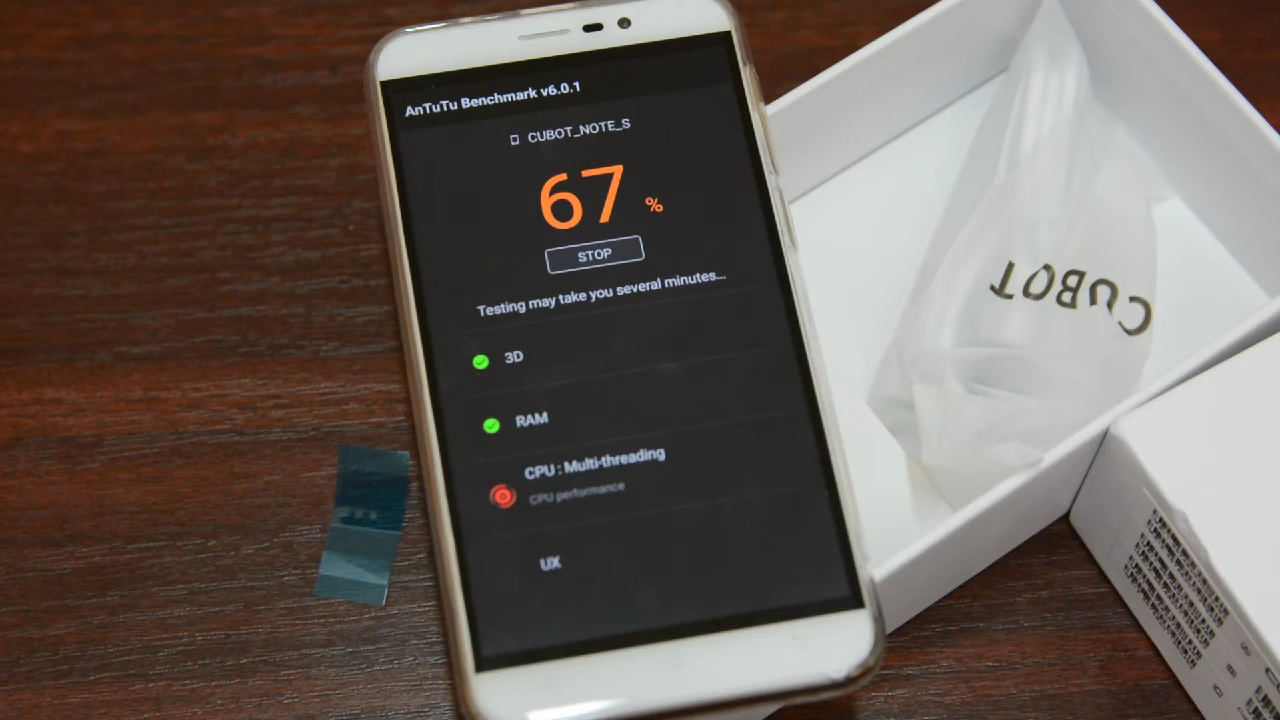 AnTuTu Benchmark v6.0.1
CUBOT_NOTE_S
67 %
STOP
Testing may take you several minutes...
3D
RAM
CPU : Multi-threading
CPU performance
UX
CUBOT